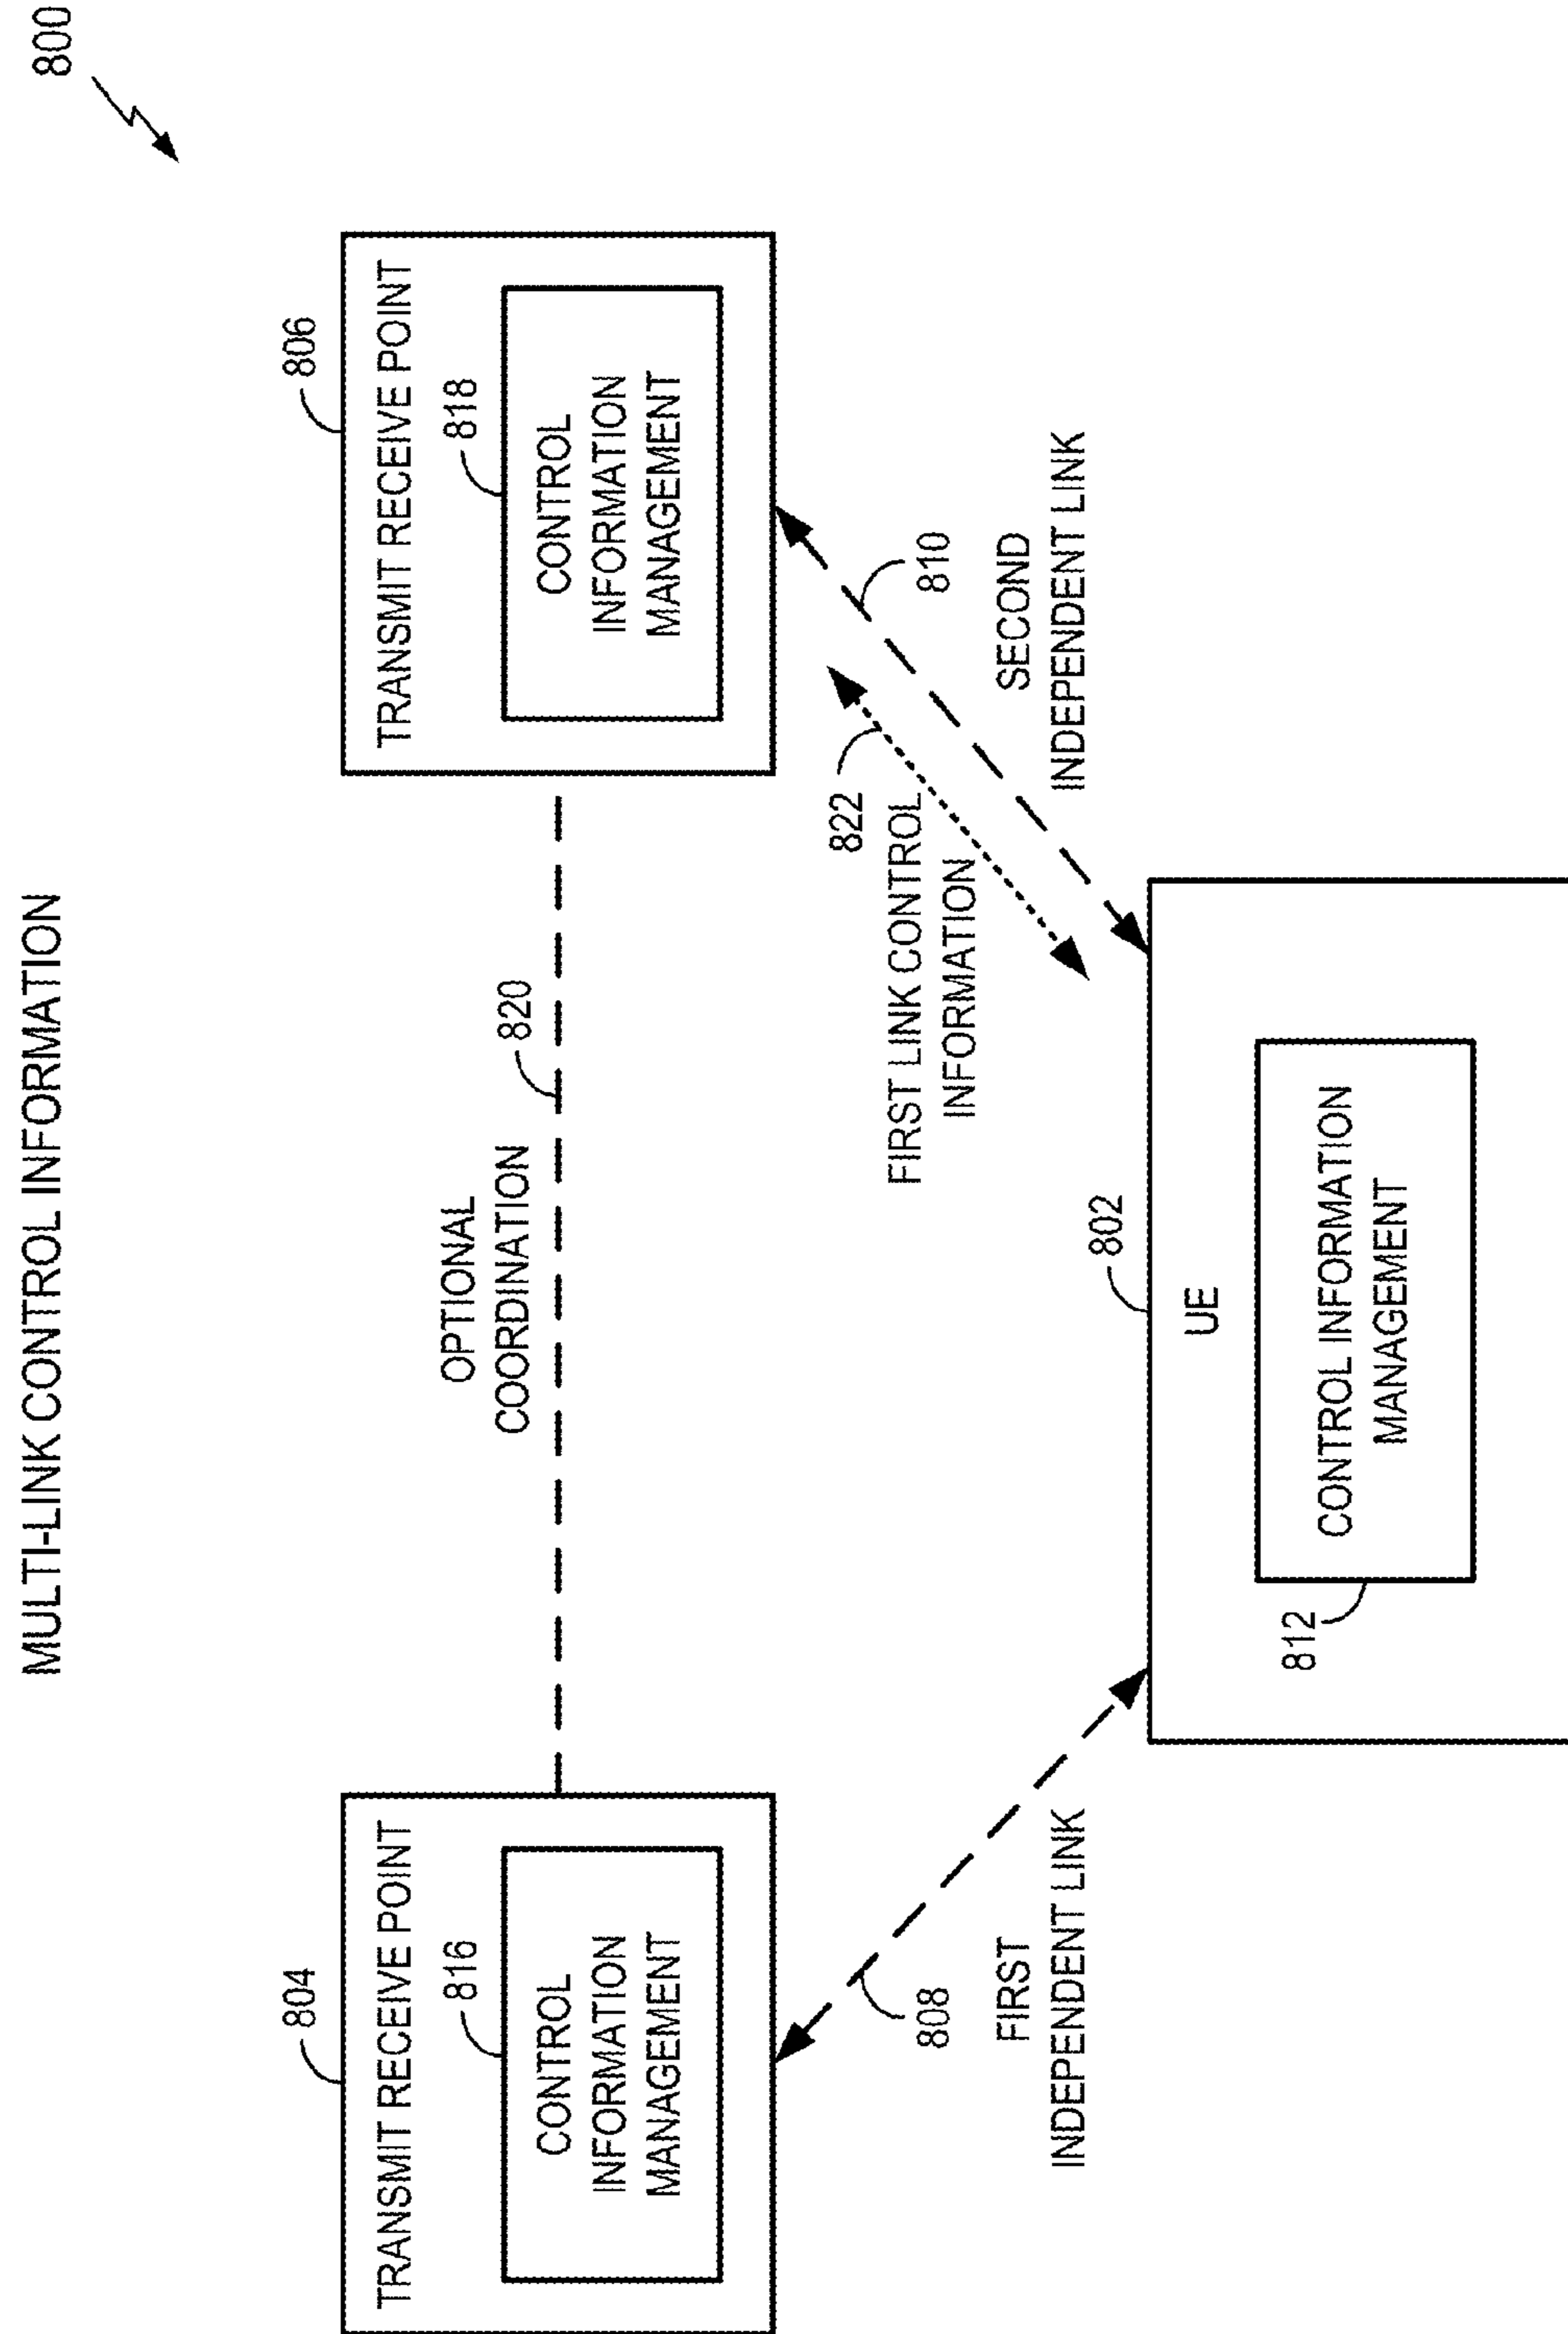 MULTI-LINK CONTROL INFORMATION
800
804
TRANSMIT RECEIVE POINT
816
CONTROL
INFORMATION
MANAGEMENT
OPTIONAL
COORDINATION
820
806
TRANSMIT RECEIVE POINT
818
CONTROL
INFORMATION
MANAGEMENT
808
FIRST
INDEPENDENT LINK
822
FIRST LINK CONTROL
INFORMATION
810
SECOND
INDEPENDENT LINK
802
UE
812
CONTROL INFORMATION
MANAGEMENT